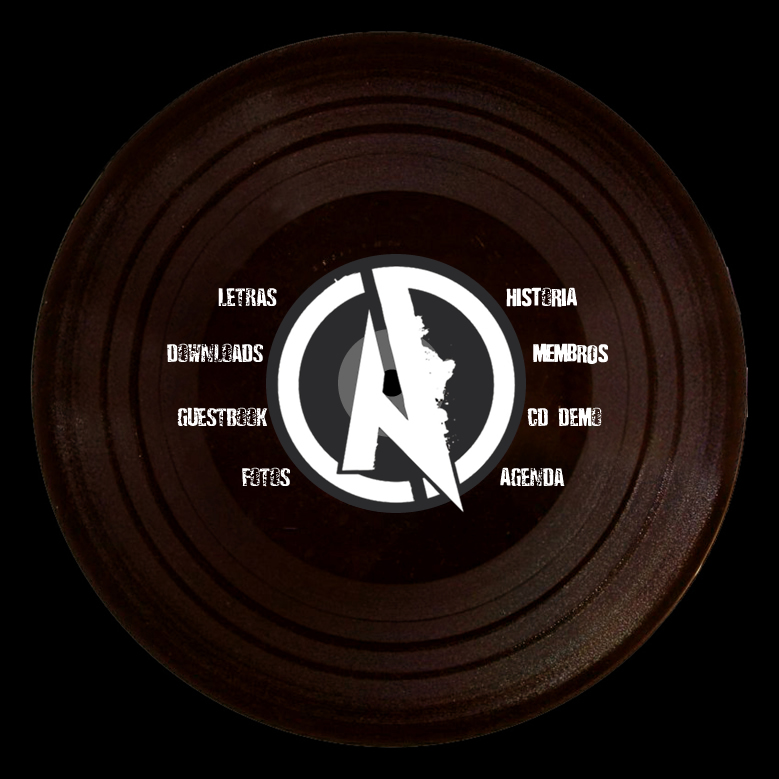 LETRAS
HISTORIA
DOWNLOADS
MEMBROS
GUESTBOOK
CD DEMO
FOTOS
AGENDA